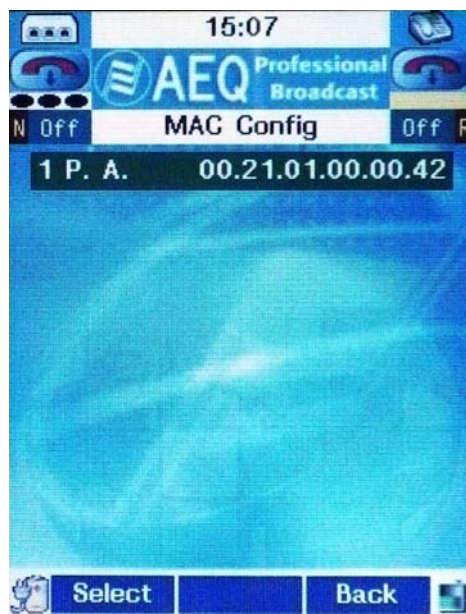 15:07
AEQ Professional Broadcast
N Off MAC Config Off F
1 P. A. 00.21.01.00.00.42
Select Back